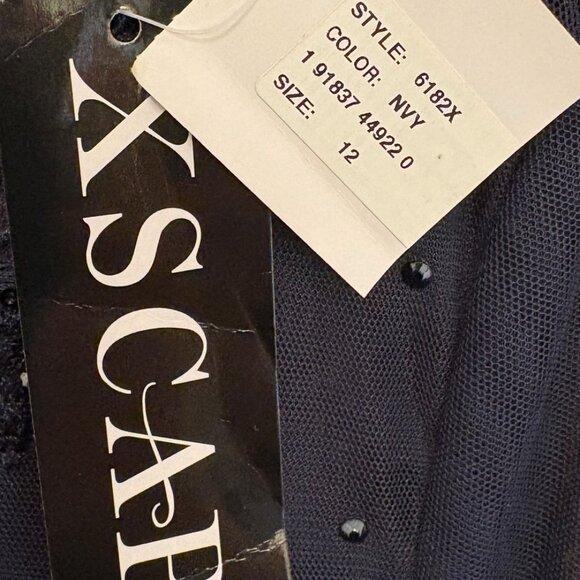 XSCAP
STYLE: 6182X
COLOR: NVY
1 91837 44922 0
SIZE: 12